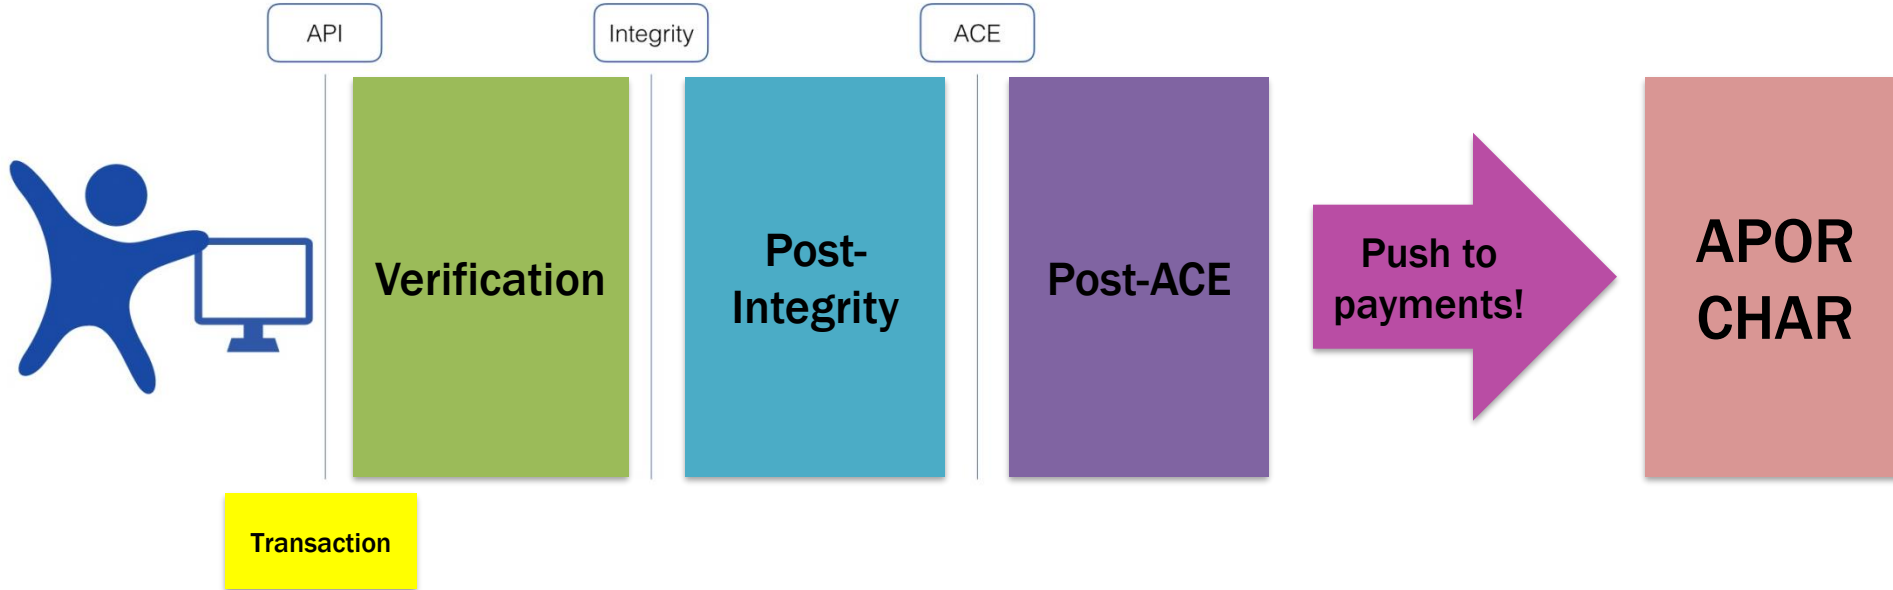 API
Integrity
ACE
Verification
Post-
Integrity
Post-ACE
Push to
payments!
APOR
CHAR
Transaction